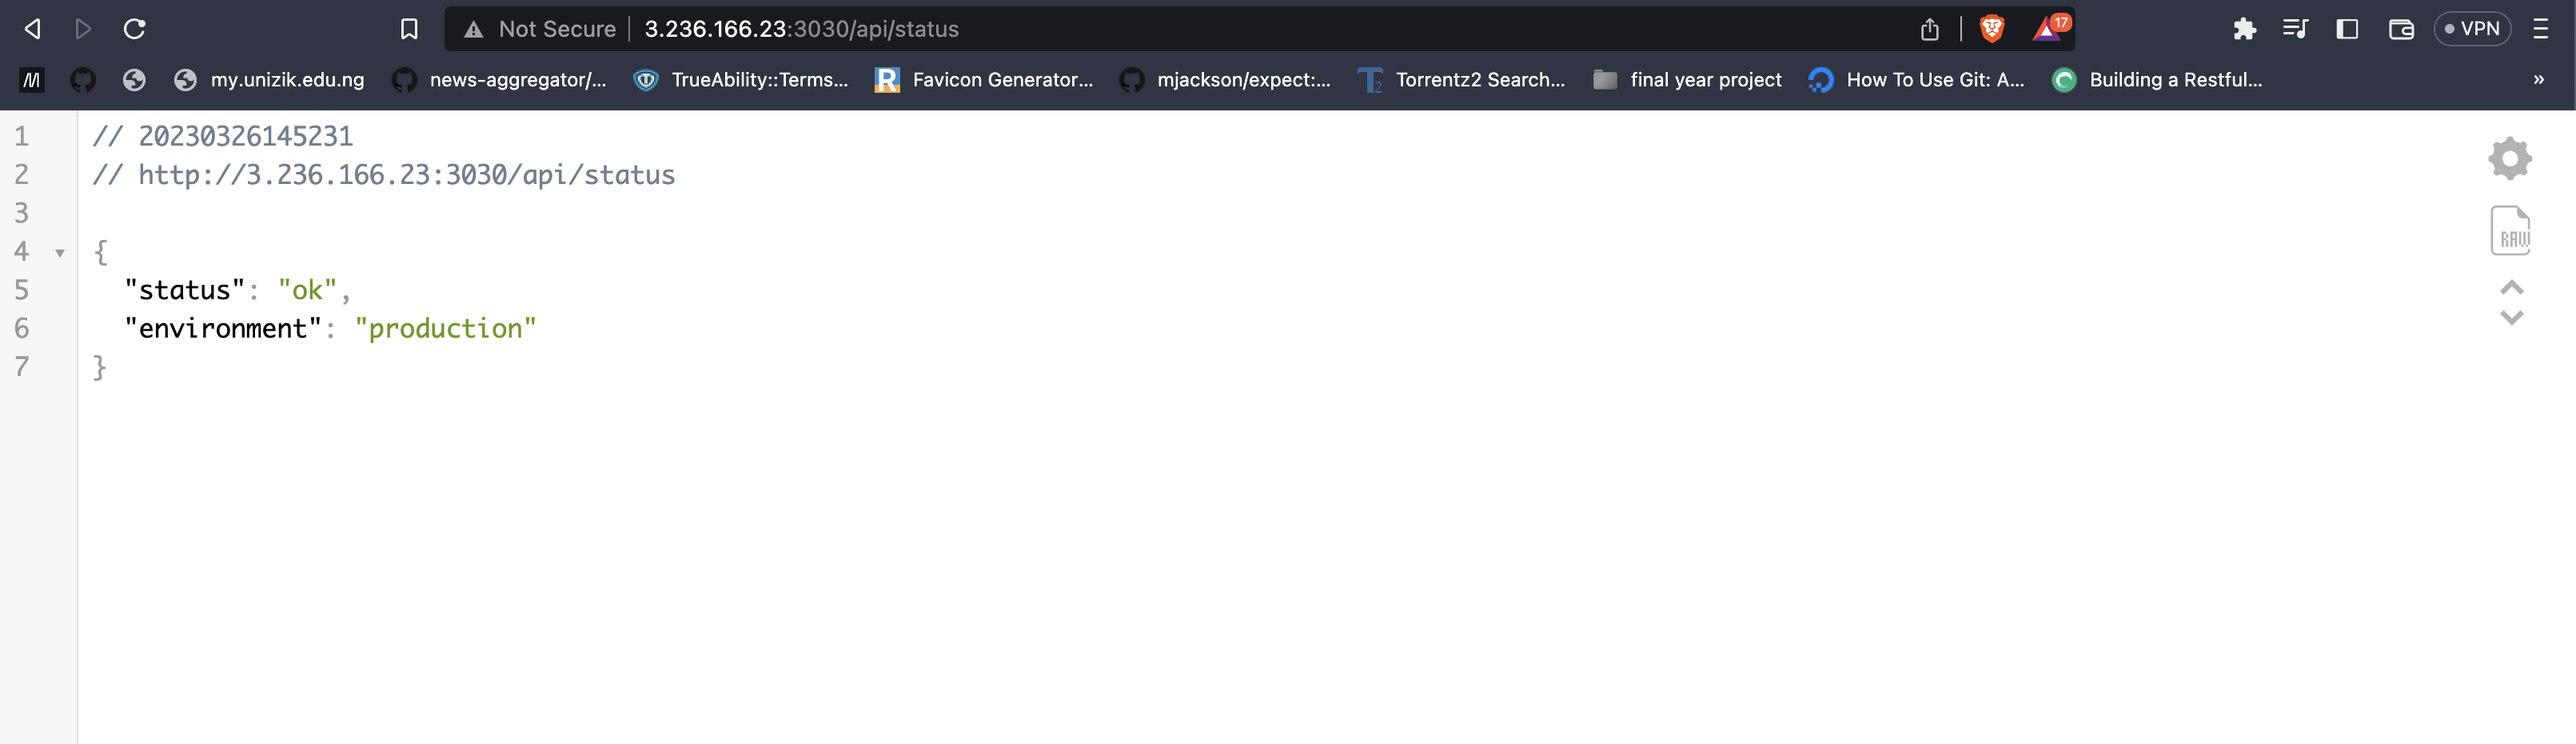 Not Secure 3.236.166.23:3030/api/status 17 VPN
my.unizik.edu.ng news-aggregator/... TrueAbility::Terms... R Favicon Generator... mjackson/expect:... T2 Torrentz2 Search... final year project How To Use Git: A... C Building a Restful... »
1 // 20230326145231
2 // http://3.236.166.23:3030/api/status
3
4 {
5 "status": "ok",
6 "environment": "production"
7 }
RAW